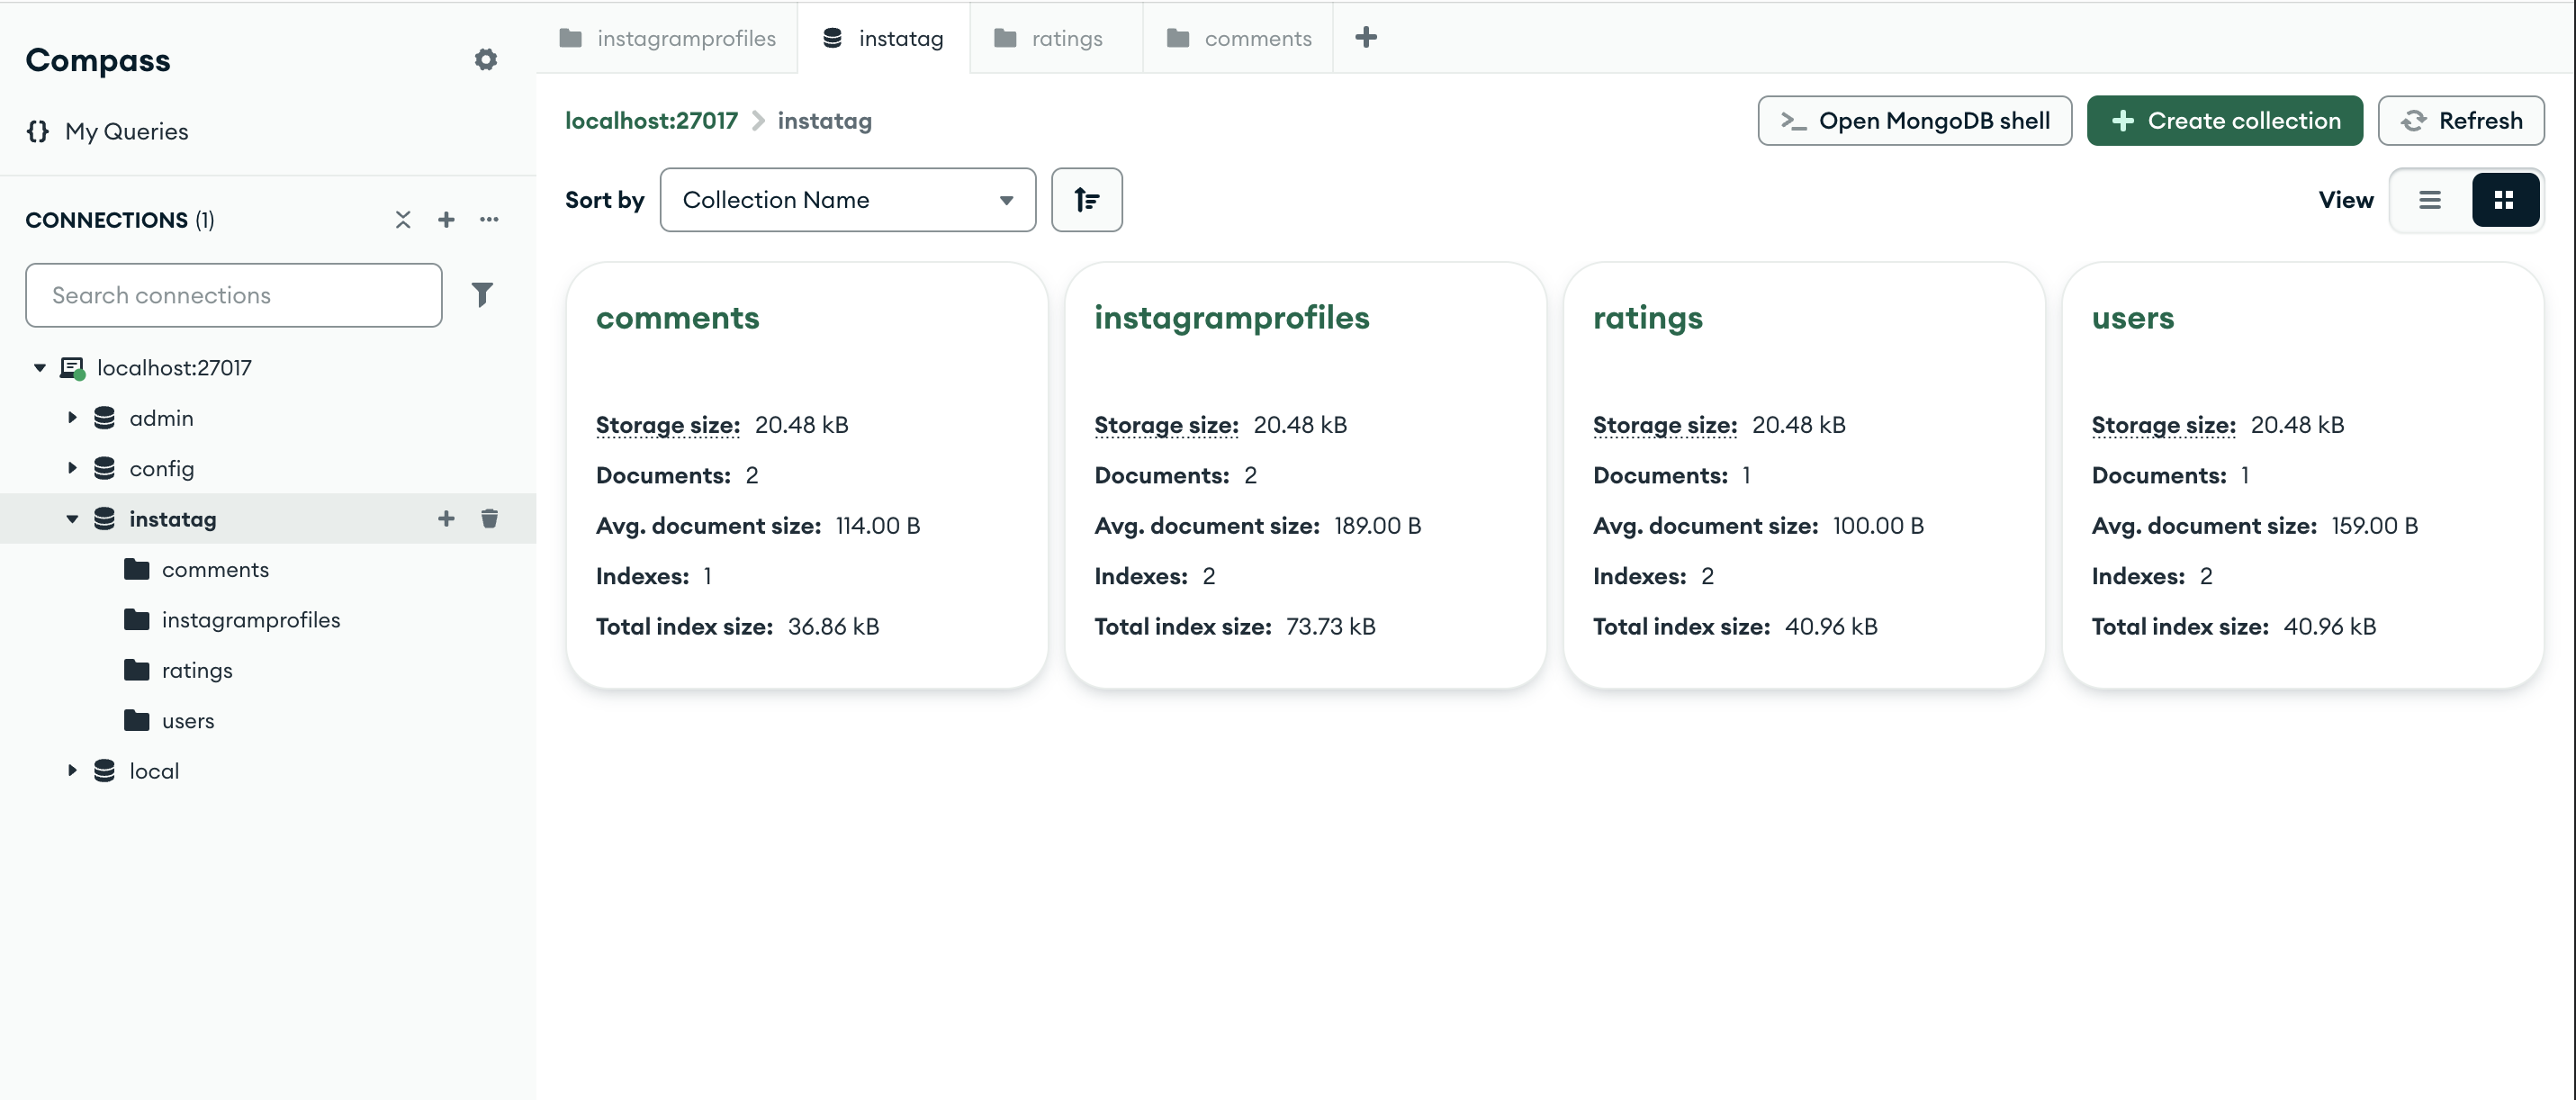 Compass
My Queries
CONNECTIONS (1)
Search connections
localhost:27017
admin
config
instatag
comments
instagramprofiles
ratings
users
local
instagramprofiles
instatag
ratings
comments
localhost:27017 > instatag
>_ Open MongoDB shell
+ Create collection
Refresh
Sort by
Collection Name
View
comments
Storage size: 20.48 kB
Documents: 2
Avg. document size: 114.00 B
Indexes: 1
Total index size: 36.86 kB
instagramprofiles
Storage size: 20.48 kB
Documents: 2
Avg. document size: 189.00 B
Indexes: 2
Total index size: 73.73 kB
ratings
Storage size: 20.48 kB
Documents: 1
Avg. document size: 100.00 B
Indexes: 2
Total index size: 40.96 kB
users
Storage size: 20.48 kB
Documents: 1
Avg. document size: 159.00 B
Indexes: 2
Total index size: 40.96 kB